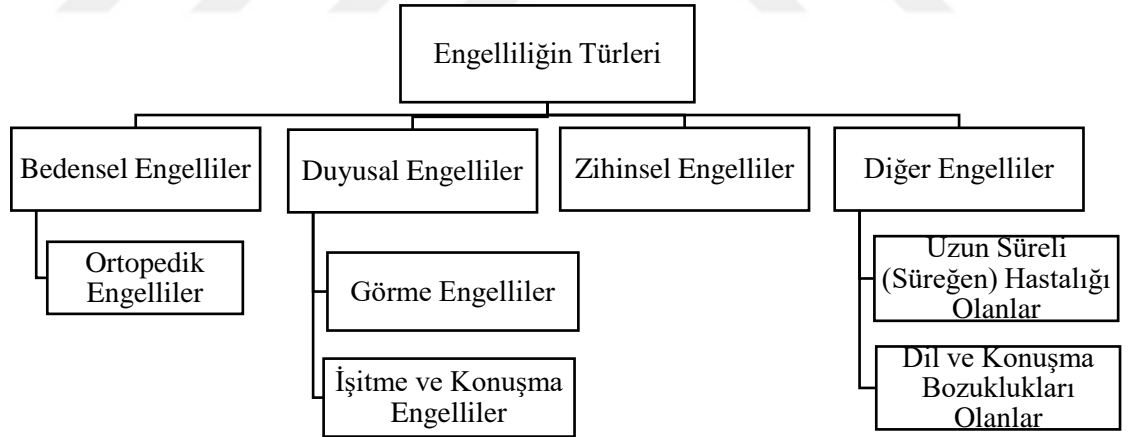 Engelliliğin Türleri
Bedensel Engelliler
Duyusal Engelliler
Zihinsel Engelliler
Diğer Engelliler
Ortopedik
Engelliler
Görme Engelliler
İşitme ve Konuşma
Engelliler
Uzun Süreli
(Süreğen) Hastalığı
Olanlar
Dil ve Konuşma
Bozuklukları
Olanlar